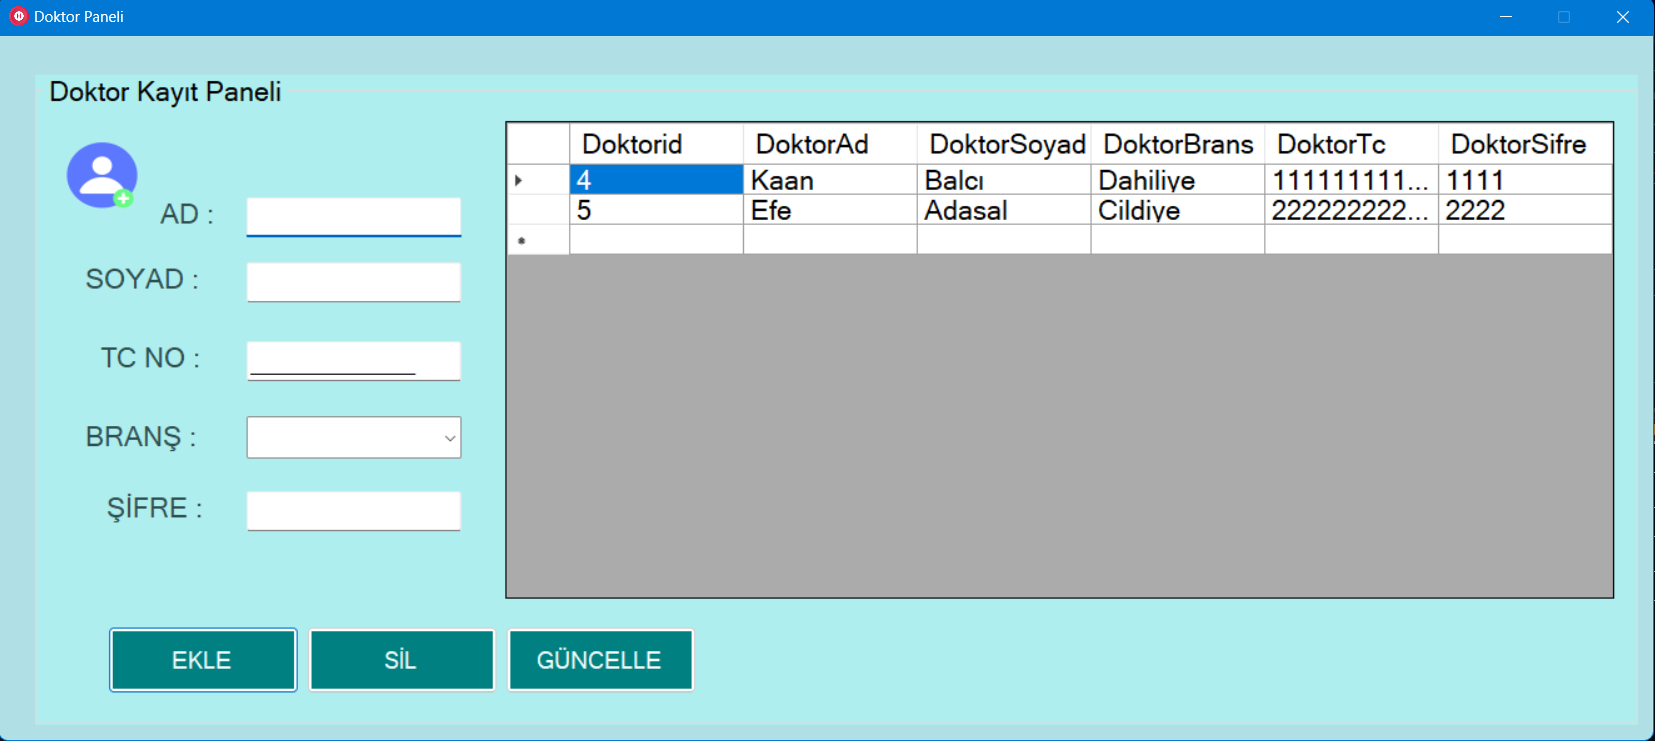 Doktor Paneli
Doktor Kayıt Paneli
AD :
SOYAD :
TC NO :
BRANŞ :
ŞİFRE :
Doktorid DoktorAd DoktorSoyad DoktorBrans DoktorTc DoktorSifre
4 Kaan Balcı Dahiliye 111111111... 1111
5 Efe Adasal Cildiye 222222222... 2222
EKLE SİL GÜNCELLE